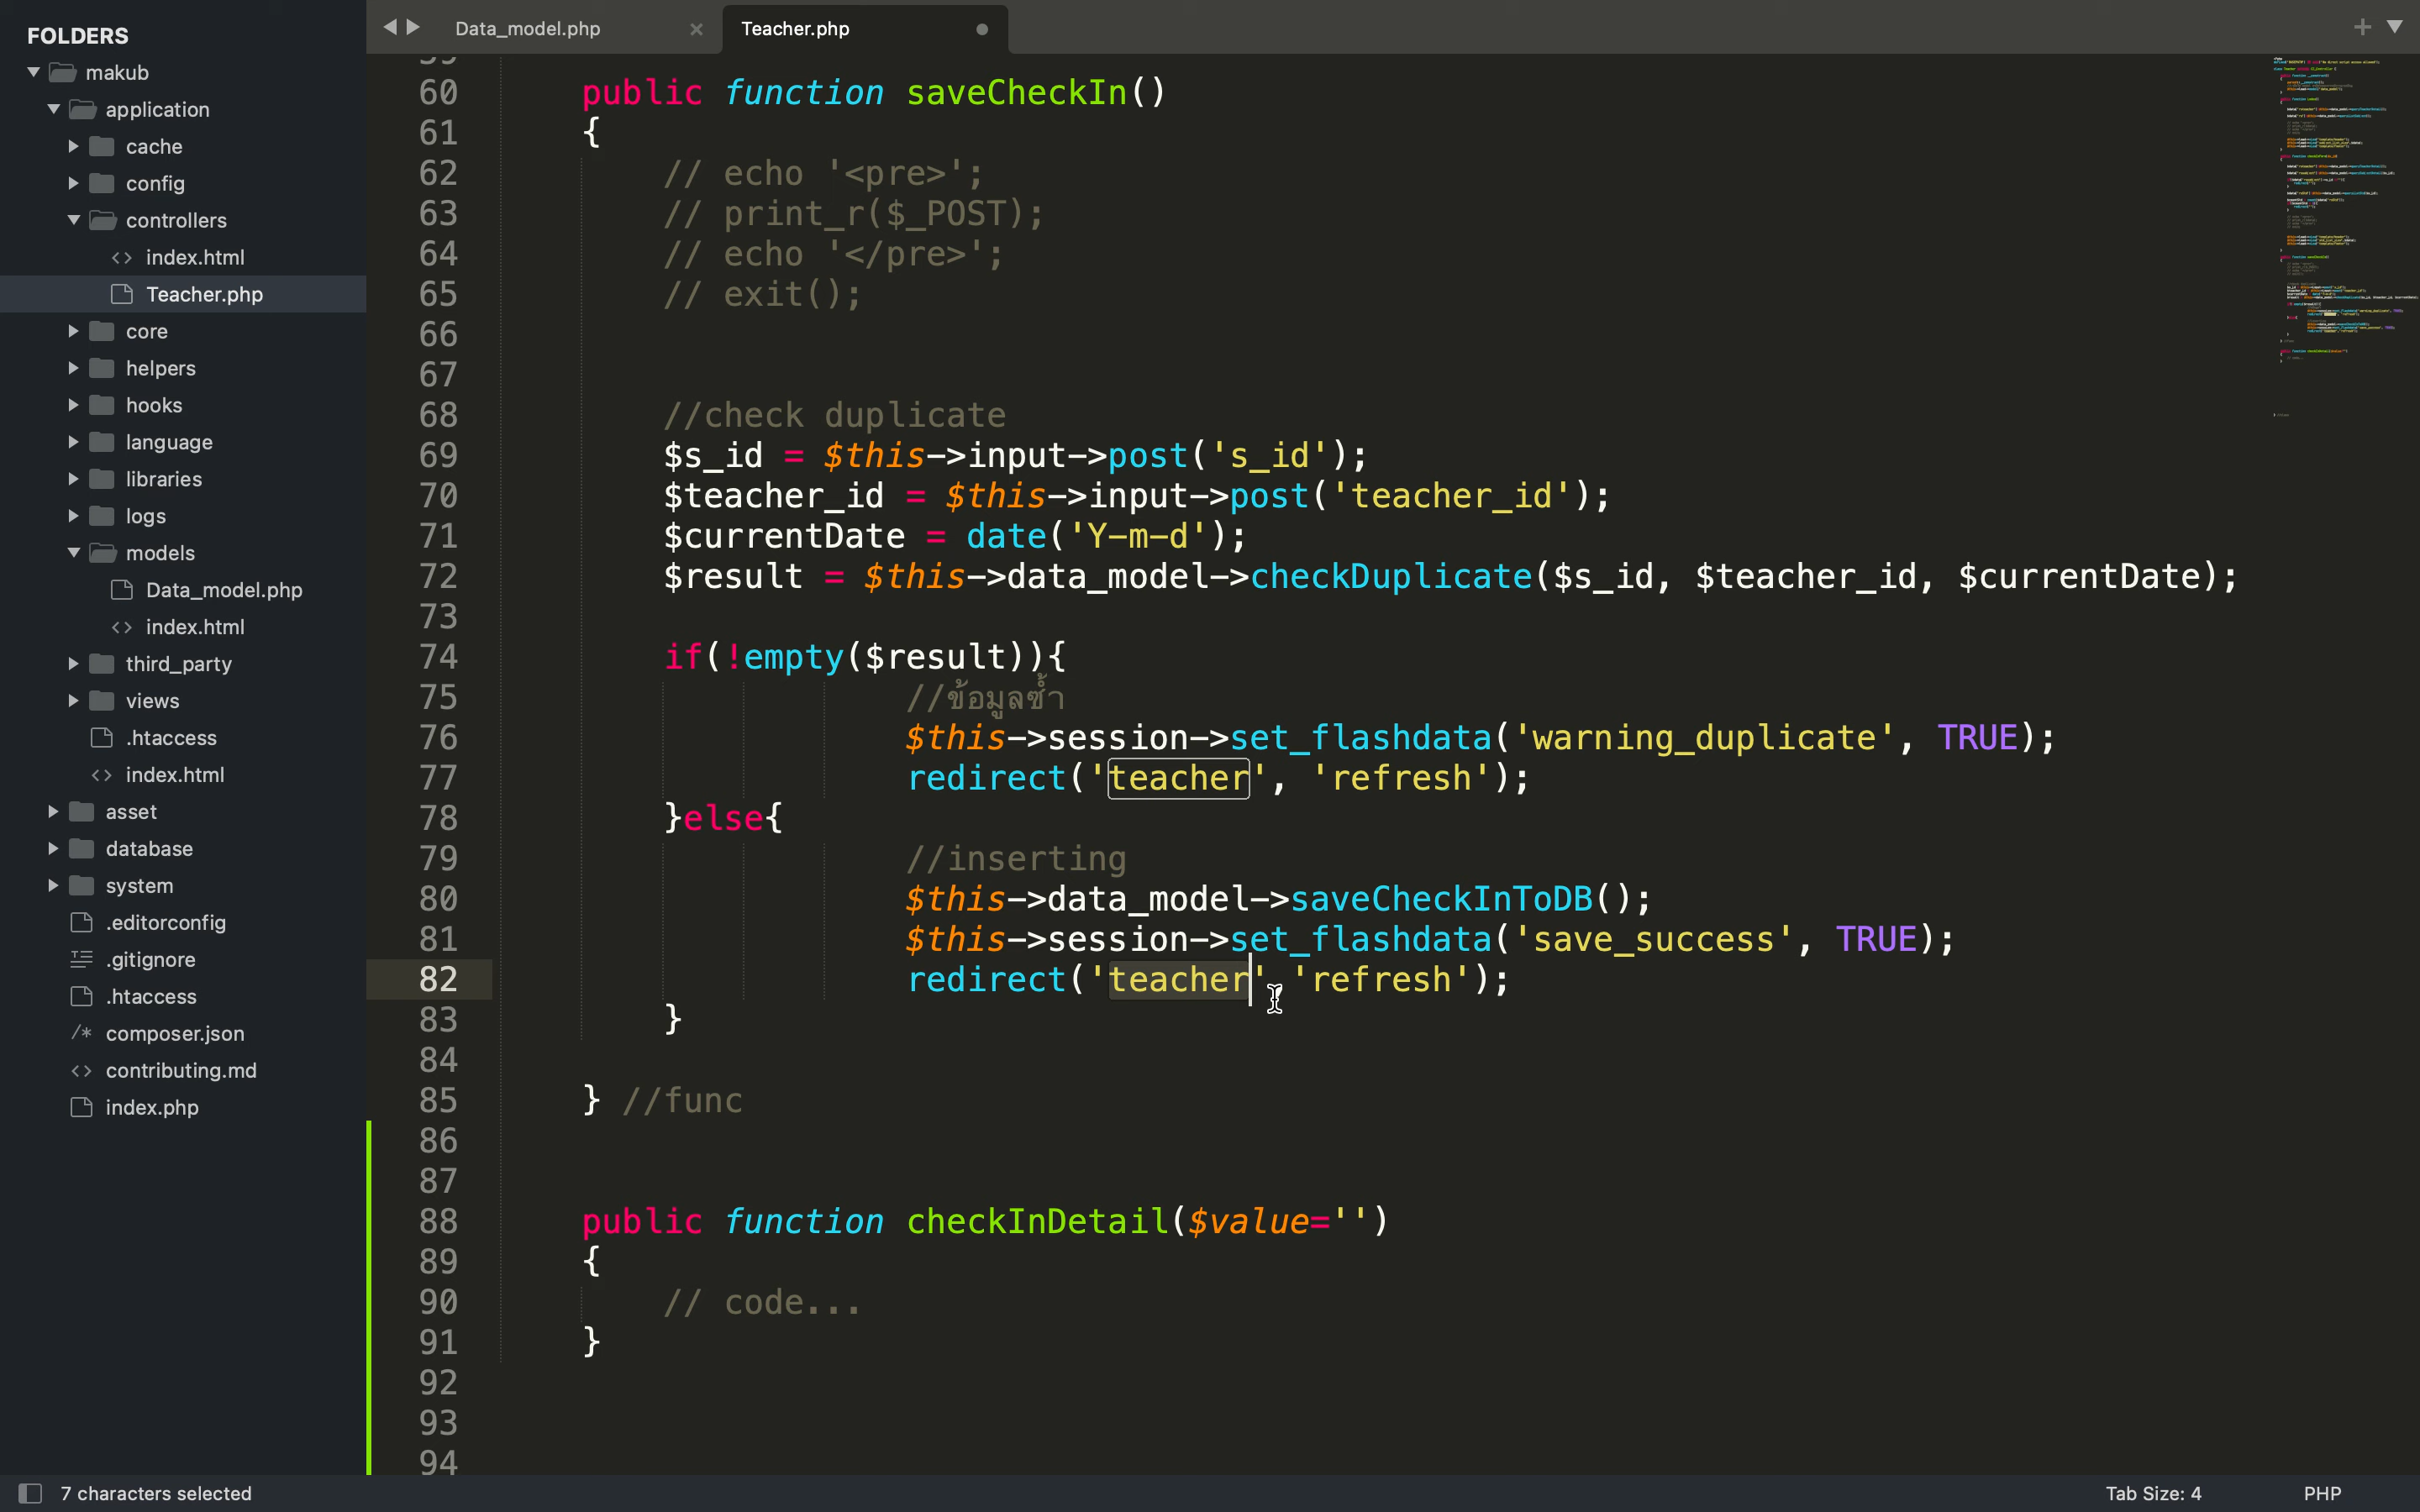 FOLDERS
makub
application
cache
config
controllers
index.html
Teacher.php
core
helpers
hooks
language
libraries
logs
models
Data_model.php
index.html
third_party
views
.htaccess
index.html
asset
database
system
.editorconfig
.gitignore
.htaccess
composer.json
contributing.md
index.php
Data_model.php
Teacher.php
60 public function saveCheckIn()
61 {
62 // echo '<pre>';
63 // print_r($_POST);
64 // echo '</pre>';
65 // exit();
66
67
68 //check duplicate
69 $s_id = $this->input->post('s_id');
70 $teacher_id = $this->input->post('teacher_id');
71 $currentDate = date('Y-m-d');
72 $result = $this->data_model->checkDuplicate($s_id, $teacher_id, $currentDate);
73
74 if(!empty($result)){
75 //ข้อมูลซ้ำ
76 $this->session->set_flashdata('warning_duplicate', TRUE);
77 redirect('teacher', 'refresh');
78 }else{
79 //inserting
80 $this->data_model->saveCheckInToDB();
81 $this->session->set_flashdata('save_success', TRUE);
82 redirect('teacher' 'refresh');
83 }
84
85 } //func
86
87
88 public function checkInDetail($value='')
89 {
90 // code...
91 }
92
93
94
7 characters selected
Tab Size: 4
PHP